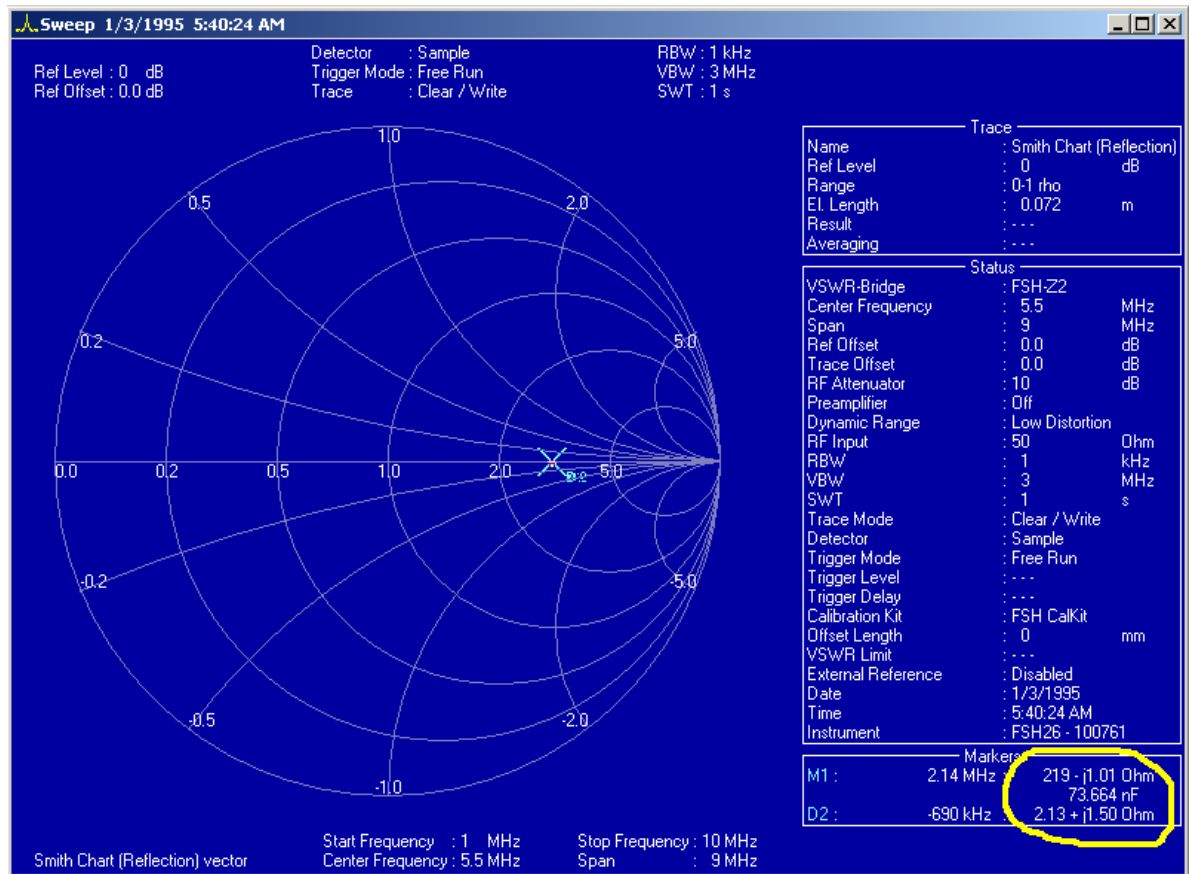 Sweep 1/3/1995 5:40:24 AM
Detector : Sample RBW : 1 kHz
Ref Level : 0 dB Trigger Mode : Free Run VBW : 3 MHz
Ref Offset : 0.0 dB Trace : Clear / Write SWT : 1 s
1.0
0.5 2.0
0.2 5.0
0.0 0.2 0.5 1.0 2.0 5.0
-0.2 -5.0
-0.5 -2.0
-1.0
Trace
Name : Smith Chart (Reflection)
Ref Level : 0 dB
Range : 0-1 rho
El. Length : 0.072 m
Result : - - -
Averaging : - - -
Status
VSWR-Bridge : FSH-Z2
Center Frequency : 5.5 MHz
Span : 9 MHz
Ref Offset : 0.0 dB
Trace Offset : 0.0 dB
RF Attenuator : 10 dB
Preamplifier : Off
Dynamic Range : Low Distortion
RF Input : 50 Ohm
RBW : 1 kHz
VBW : 3 MHz
SWT : 1 s
Trace Mode : Clear / Write
Detector : Sample
Trigger Mode : Free Run
Trigger Level : - - -
Trigger Delay : - - -
Calibration Kit : FSH CalKit
Offset Length : 0 mm
VSWR Limit : - - -
External Reference : Disabled
Date : 1/3/1995
Time : 5:40:24 AM
Instrument : FSH26 - 100761
Markers
M1 : 2.14 MHz : 219 - j1.01 Ohm
73.664 nF
D2 : -690 kHz : 2.13 + j1.50 Ohm
Start Frequency : 1 MHz Stop Frequency : 10 MHz
Smith Chart (Reflection) vector Center Frequency : 5.5 MHz Span : 9 MHz